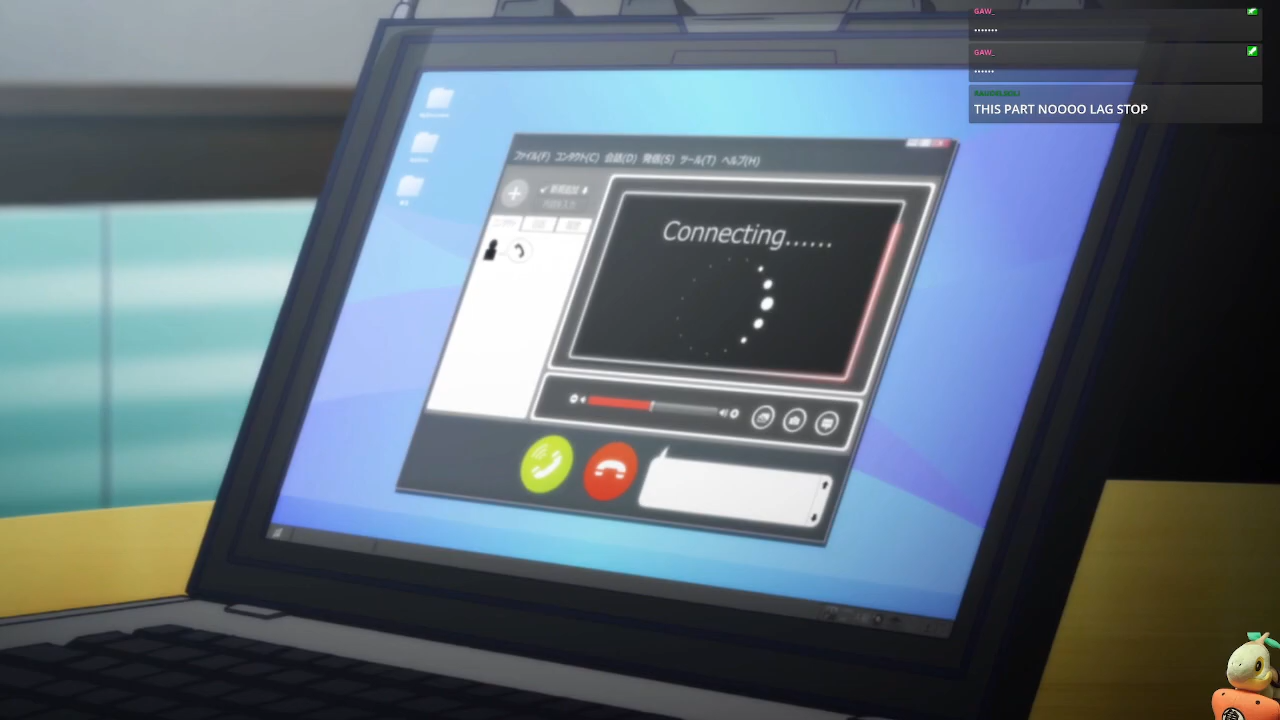 GAW_
.......
GAW_
......
THIS PART NOOOO LAG STOP
ファイル(F) コンタクト(C) 会話(D) 発信(S) ツール(T) ヘルプ(H)
Connecting......